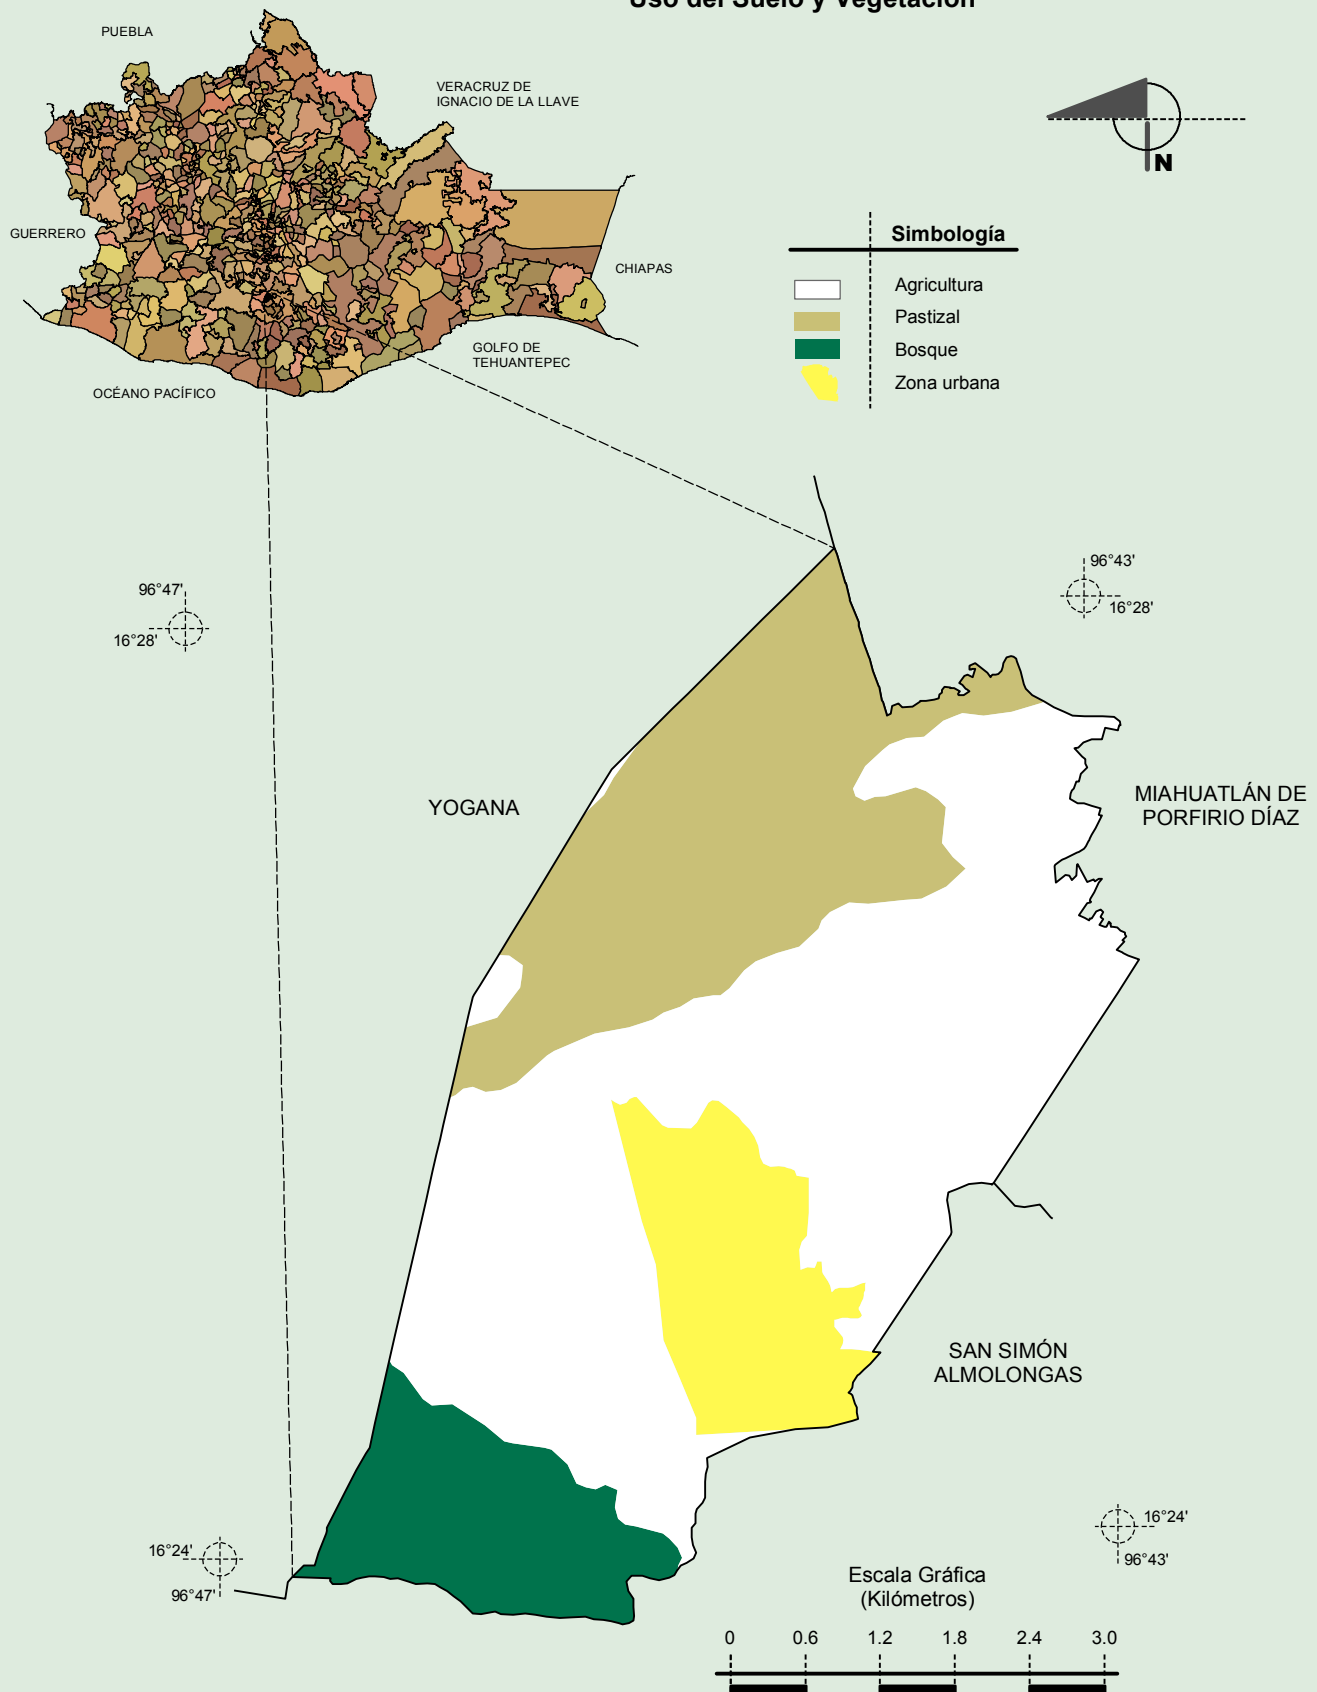 Uso del Suelo y Vegetación
PUEBLA
VERACRUZ DE
IGNACIO DE LA LLAVE
N
GUERRERO
Simbología
CHIAPAS
Agricultura
Pastizal
Bosque
Zona urbana
GOLFO DE
TEHUANTEPEC
OCÉANO PACÍFICO
96°47'
16°28'
96°43'
16°28'
YOGANA
MIAHUATLÁN DE
PORFIRIO DÍAZ
SAN SIMÓN
ALMOLONGAS
16°24'
96°47'
16°24'
96°43'
Escala Gráfica
(Kilómetros)
0 0.6 1.2 1.8 2.4 3.0